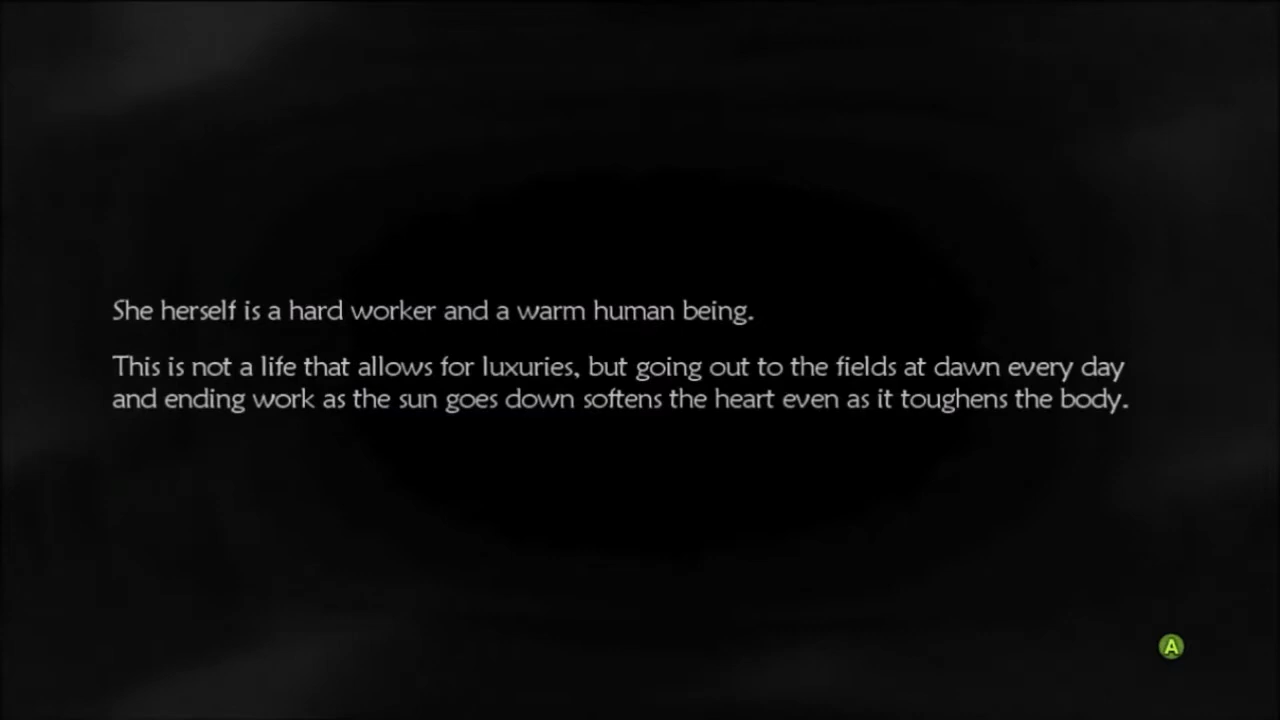 She herself is a hard worker and a warm human being.
This is not a life that allows for luxuries, but going out to the fields at dawn every day
and ending work as the sun goes down softens the heart even as it toughens the body.
A